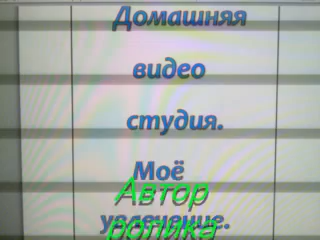 Домашняя
видео
студия.
Моё
Автор
увлечение.
ролика